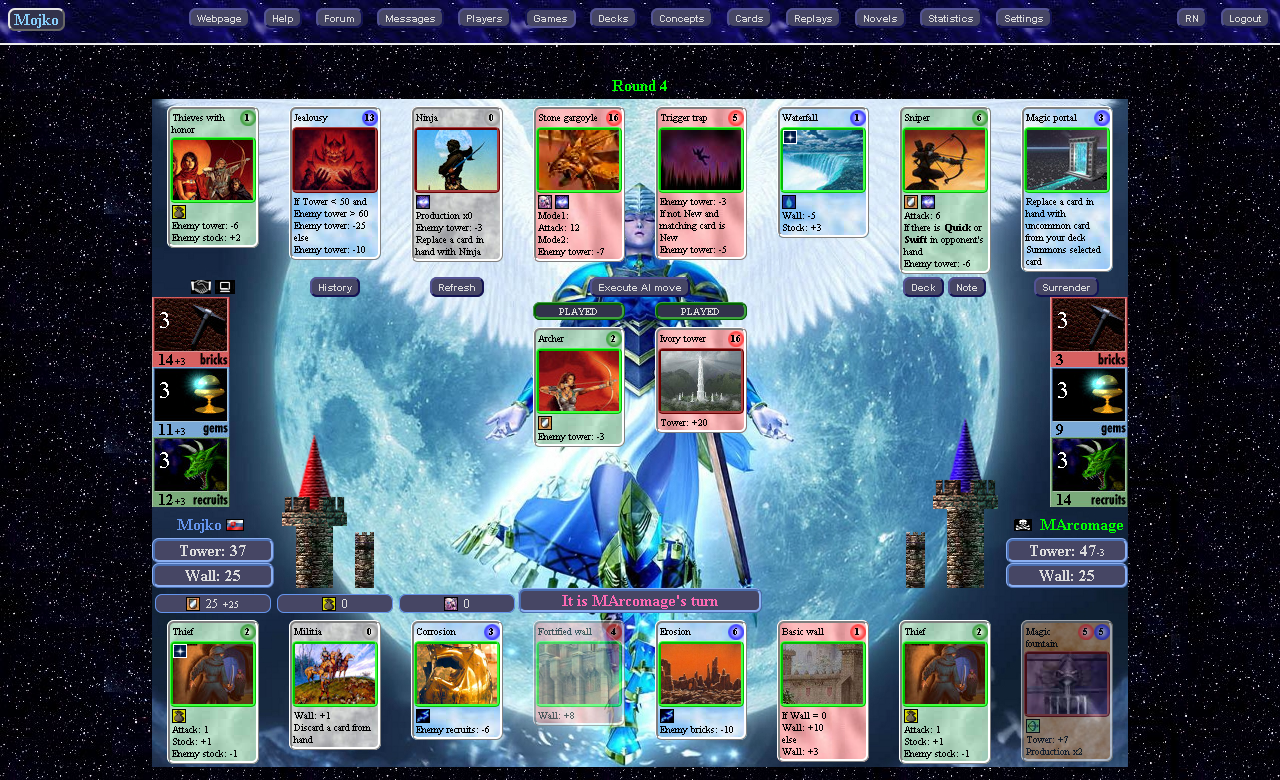 Mojko
Webpage Help Forum Messages Players Games Decks Concepts Cards Replays Novels Statistics Settings RN Logout
Round 4
Thieves with honor 1
Enemy tower: -6
Enemy stock: +2
Jealousy 13
If Tower < 50 and
Enemy tower > 60
Enemy tower: -25
else
Enemy tower: -10
Ninja 0
Production x0
Enemy tower: -3
Replace a card in
hand with Ninja
Stone gargoyle 16
Mode1:
Attack: 12
Mode2:
Enemy tower: -7
Trigger trap 5
Enemy tower: -3
If not New and
matching card is
New
Enemy tower: -5
Waterfall 1
Wall: -5
Stock: +3
Sniper 6
Attack: 6
If there is Quick or
Swift in opponent's
hand
Enemy tower: -6
Magic portal 3
Replace a card in
hand with
uncommon card
from your deck
Summons selected
card
History Refresh Execute AI move Deck Note Surrender
PLAYED PLAYED
Archer 2
Enemy tower: -3
Ivory tower 16
Tower: +20
3
14+3 bricks
3
11+3 gems
3
12+3 recruits
3
3 bricks
3
9 gems
3
14 recruits
Mojko
Tower: 37
Wall: 25
MArcomage
Tower: 47-3
Wall: 25
25 +25 0 0
It is MArcomage's turn
Thief 2
Attack: 1
Stock: +1
Enemy stock: -1
Militia 0
Wall: +1
Discard a card from
hand
Corrosion 3
Enemy recruits: -6
Fortified wall 4
Wall: +8
Erosion 6
Enemy bricks: -10
Basic wall 1
If Wall = 0
Wall: +10
else
Wall: +3
Thief 2
Attack: 1
Stock: +1
Enemy stock: -1
Magic fountain 5 5
Tower: +7
Production x2